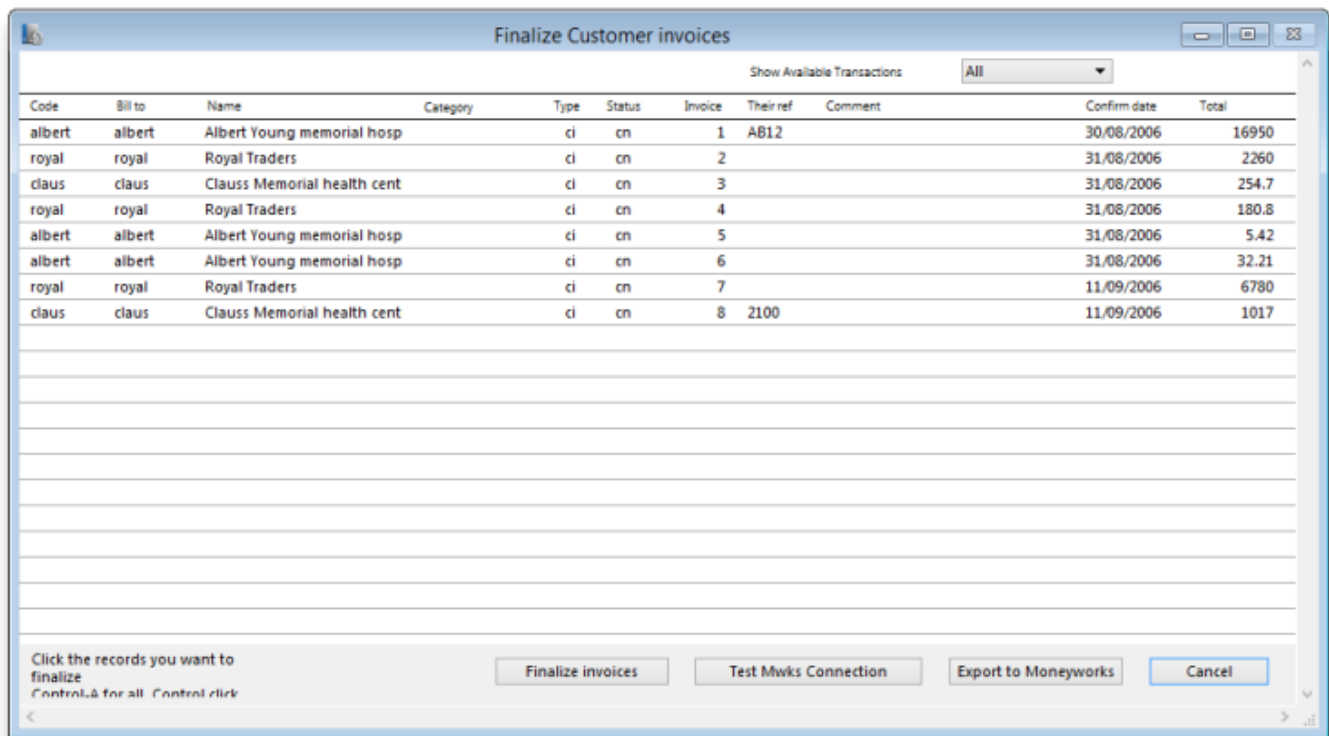 Finalize Customer invoices
Show Available Transactions All
Code Bill to Name Category Type Status Invoice Their ref Comment Confirm date Total
albert albert Albert Young memorial hosp ci cn 1 AB12 30/08/2006 16950
royal royal Royal Traders ci cn 2 31/08/2006 2260
claus claus Clauss Memorial health cent ci cn 3 31/08/2006 254.7
royal royal Royal Traders ci cn 4 31/08/2006 180.8
albert albert Albert Young memorial hosp ci cn 5 31/08/2006 5.42
albert albert Albert Young memorial hosp ci cn 6 31/08/2006 32.21
royal royal Royal Traders ci cn 7 11/09/2006 6780
claus claus Clauss Memorial health cent ci cn 8 2100 11/09/2006 1017
Click the records you want to
finalize
Control-A for all. Control click
Finalize invoices Test Mwks Connection Export to Moneyworks Cancel